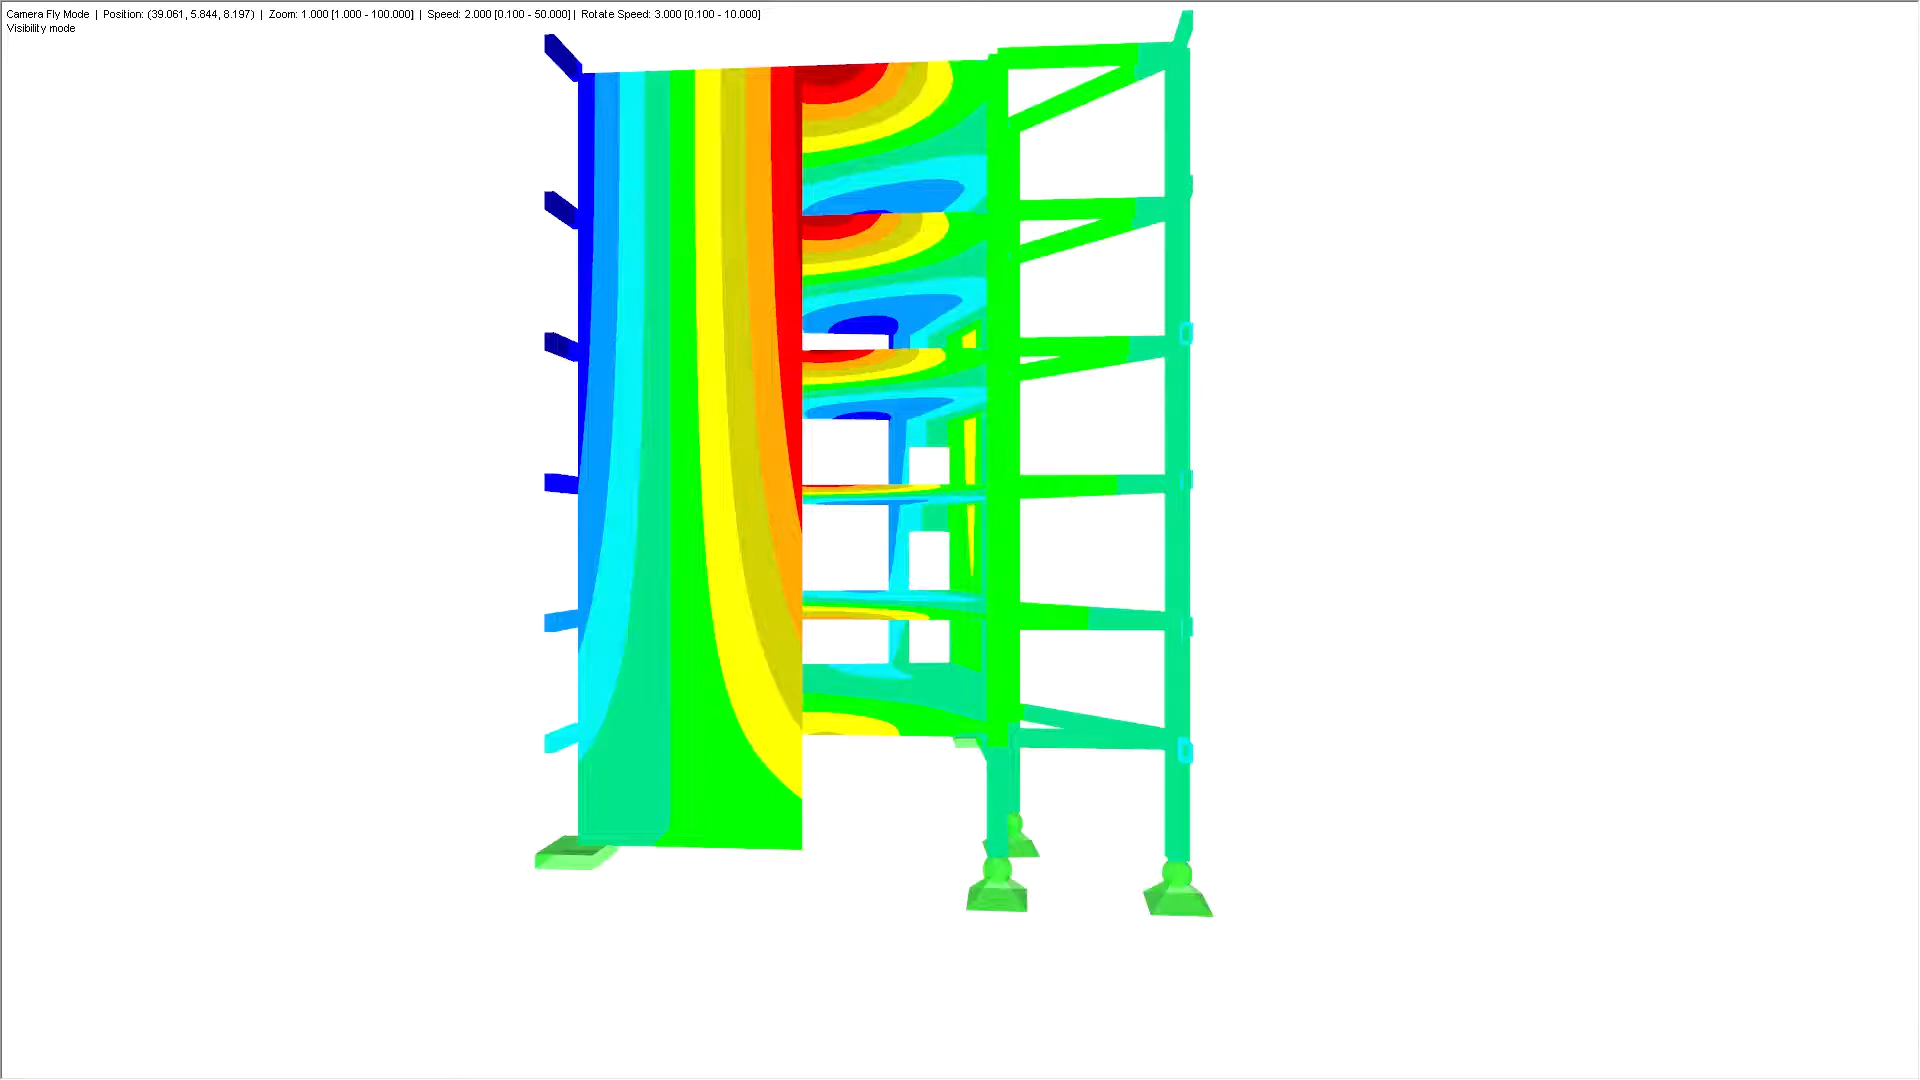 Camera Fly Mode | Position: (39.061, 5.844, 8.197) | Zoom: 1.000 [1.000 - 100.000] | Speed: 2.000 [0.100 - 50.000] | Rotate Speed: 3.000 [0.100 - 10.000]
Visibility mode